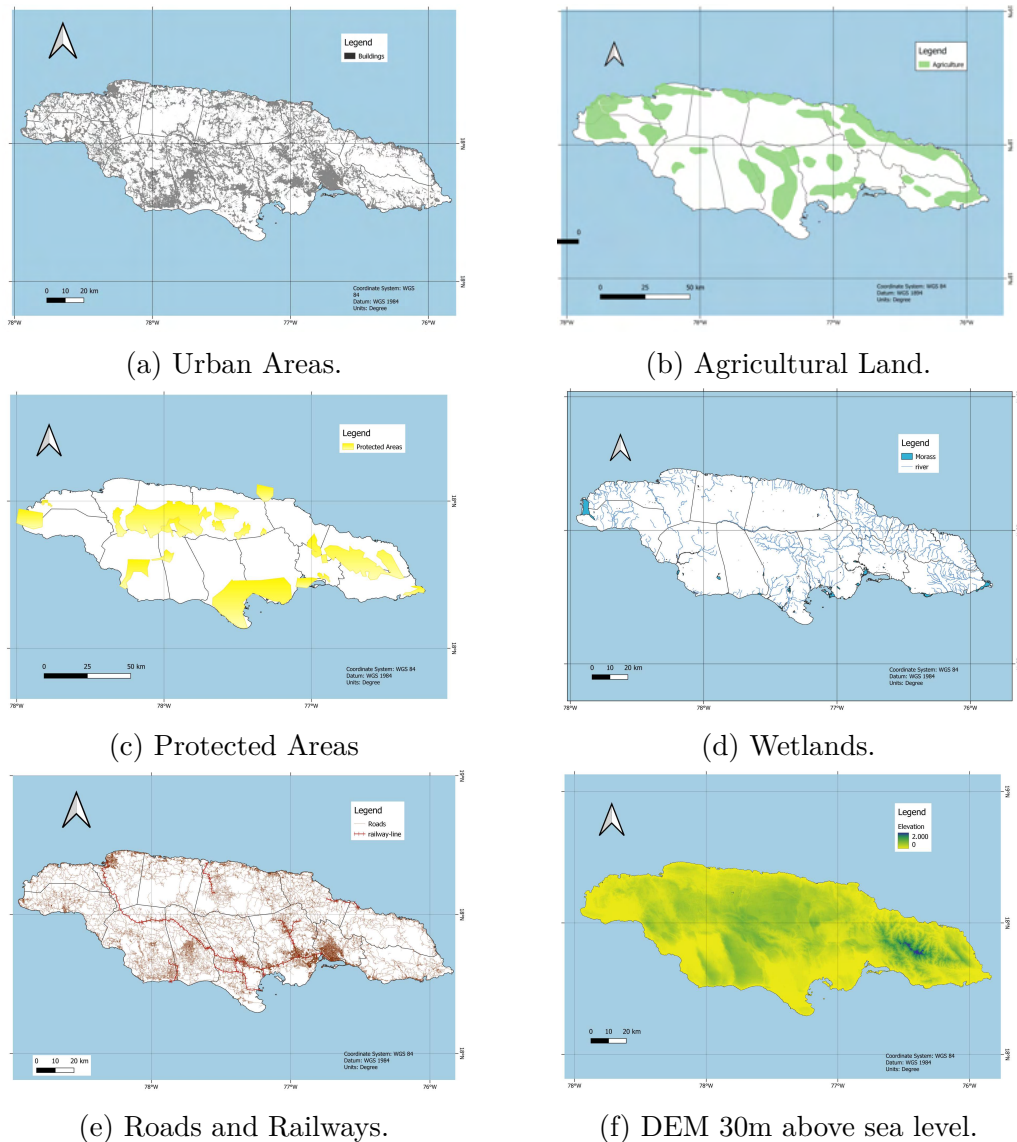 Legend
Buildings
18°N
18°N
0 10 20 km
Coordinate System: WGS
84
Datum: WGS 1984
Units: Degree
78°W 78°W 77°W 76°W
(a) Urban Areas.
Legend
Agriculture
0
0 25 50 km
Coordinate System: WGS 84
Units: Degree
78°W 78°W 77°W 76°W
(b) Agricultural Land.
Legend
Protected Areas
0 25 50 km
Coordinate System: WGS 84
Datum: WGS 1984
Units: Degree
78°W 78°W 77°W
(c) Protected Areas
Legend
Morass
river
0 10 20 km
Coordinate System: WGS 84
Datum: WGS 1984
Units: Degree
78°W 78°W 77°W 76°W
(d) Wetlands.
Legend
Roads
railway-line
0 10 20 km
Coordinate System: WGS 84
Datum: WGS 1984
Units: Degree
78°W 77°W 76°W
(e) Roads and Railways.
Legend
Elevation
2.000
0
0 10 20 km
Coordinate System: WGS 84
Datum: WGS 1984
Units: Degree
78°W 77°W 76°W
(f) DEM 30m above sea level.